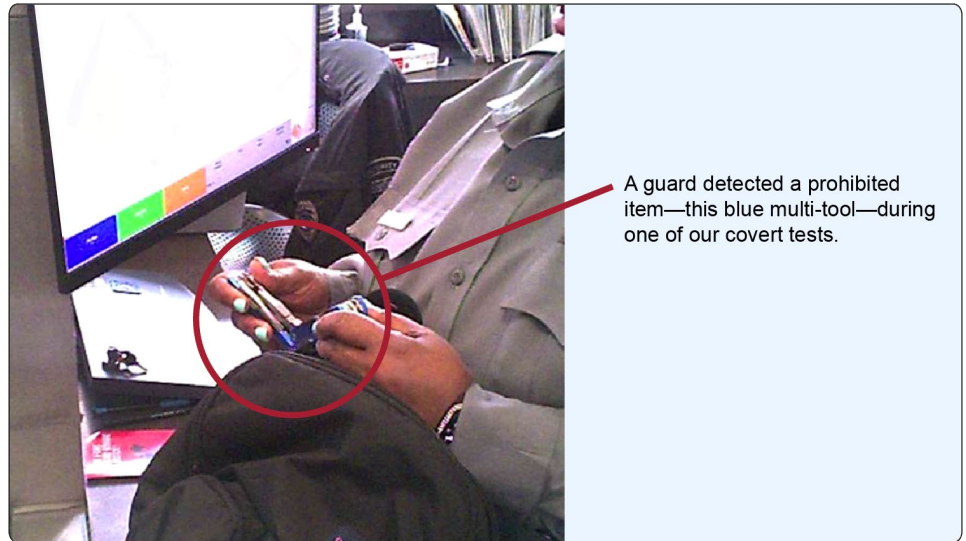 A guard detected a prohibited
item—this blue multi-tool—during
one of our covert tests.